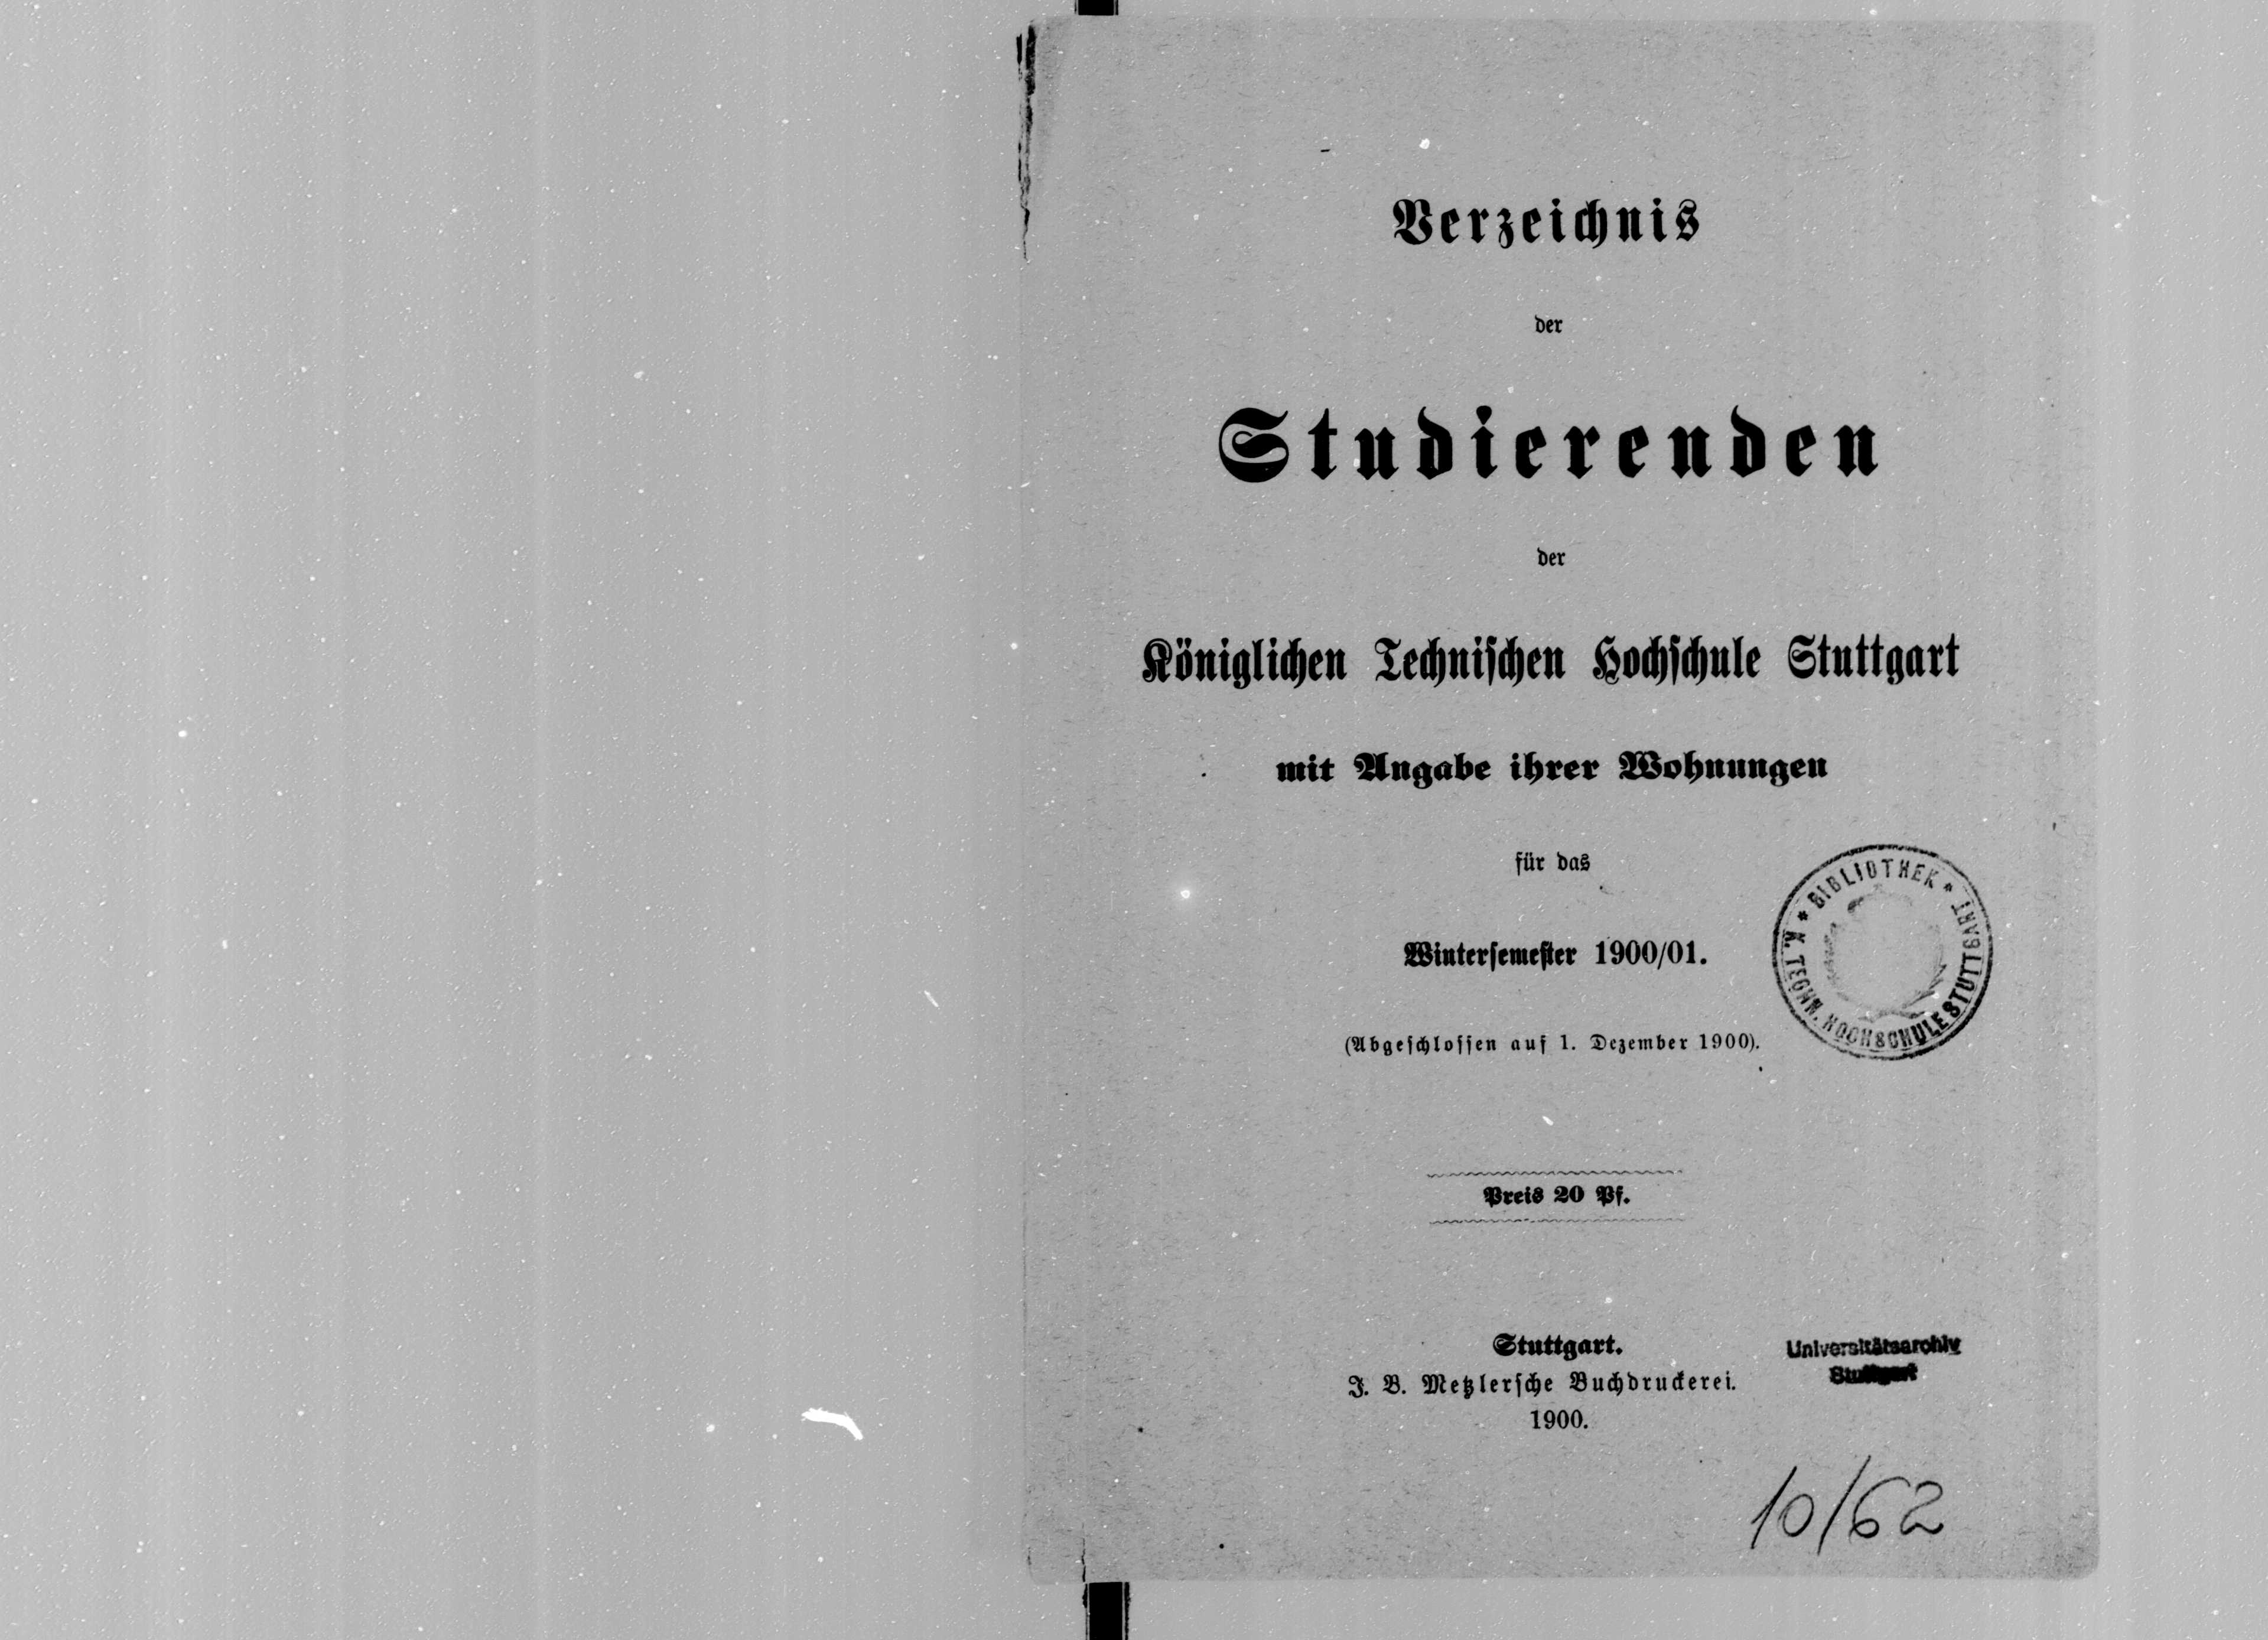 Verzeichnis
der
Studierenden
der
Königlichen Technischen Hochschule Stuttgart
mit Angabe ihrer Wohnungen
für das
Wintersemester 1900/01.
(Abgeschlossen auf 1. Dezember 1900).
* BIBLIOTHEK *
K. TECHN. HOCHSCHULE STUTTGART
Preis 20 Pf.
Stuttgart.
J. B. Metzlersche Buchdruckerei.
1900.
Universitätsarchiv
Stuttgart
10/62